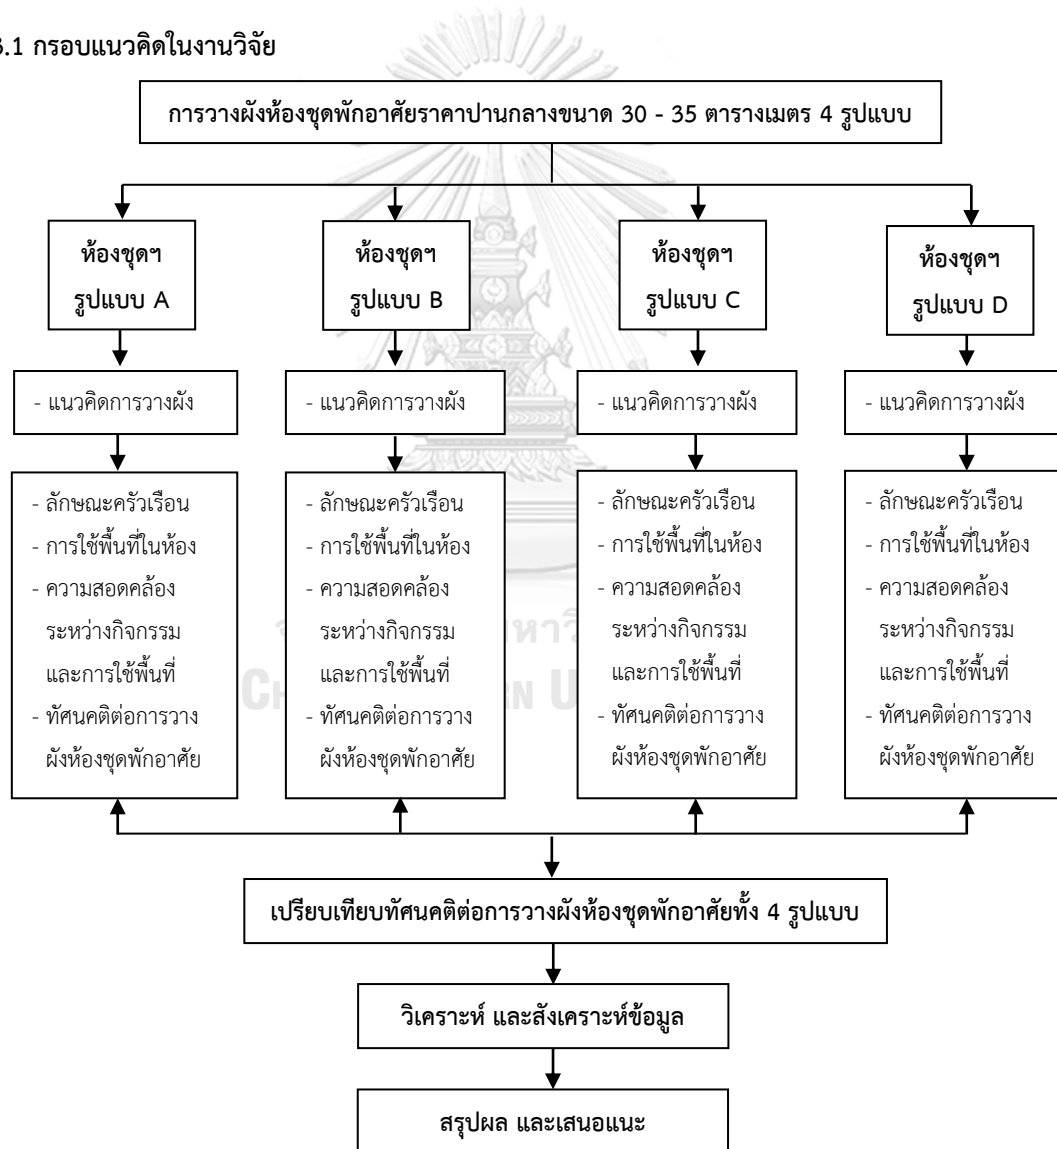 3.1 กรอบแนวคิดในงานวิจัย
การวางผังห้องชุดพักอาศัยราคาปานกลางขนาด 30 - 35 ตารางเมตร 4 รูปแบบ
ห้องชุดฯ
รูปแบบ A
ห้องชุดฯ
รูปแบบ B
ห้องชุดฯ
รูปแบบ C
ห้องชุดฯ
รูปแบบ D
- แนวคิดการวางผัง
- แนวคิดการวางผัง
- แนวคิดการวางผัง
- แนวคิดการวางผัง
- ลักษณะครัวเรือน
- การใช้พื้นที่ในห้อง
- ความสอดคล้อง
ระหว่างกิจกรรม
และการใช้พื้นที่
- ทัศนคติต่อการวาง
ผังห้องชุดพักอาศัย
- ลักษณะครัวเรือน
- การใช้พื้นที่ในห้อง
- ความสอดคล้อง
ระหว่างกิจกรรม
และการใช้พื้นที่
- ทัศนคติต่อการวาง
ผังห้องชุดพักอาศัย
- ลักษณะครัวเรือน
- การใช้พื้นที่ในห้อง
- ความสอดคล้อง
ระหว่างกิจกรรม
และการใช้พื้นที่
- ทัศนคติต่อการวาง
ผังห้องชุดพักอาศัย
- ลักษณะครัวเรือน
- การใช้พื้นที่ในห้อง
- ความสอดคล้อง
ระหว่างกิจกรรม
และการใช้พื้นที่
- ทัศนคติต่อการวาง
ผังห้องชุดพักอาศัย
เปรียบเทียบทัศนคติต่อการวางผังห้องชุดพักอาศัยทั้ง 4 รูปแบบ
วิเคราะห์ และสังเคราะห์ข้อมูล
สรุปผล และเสนอแนะ